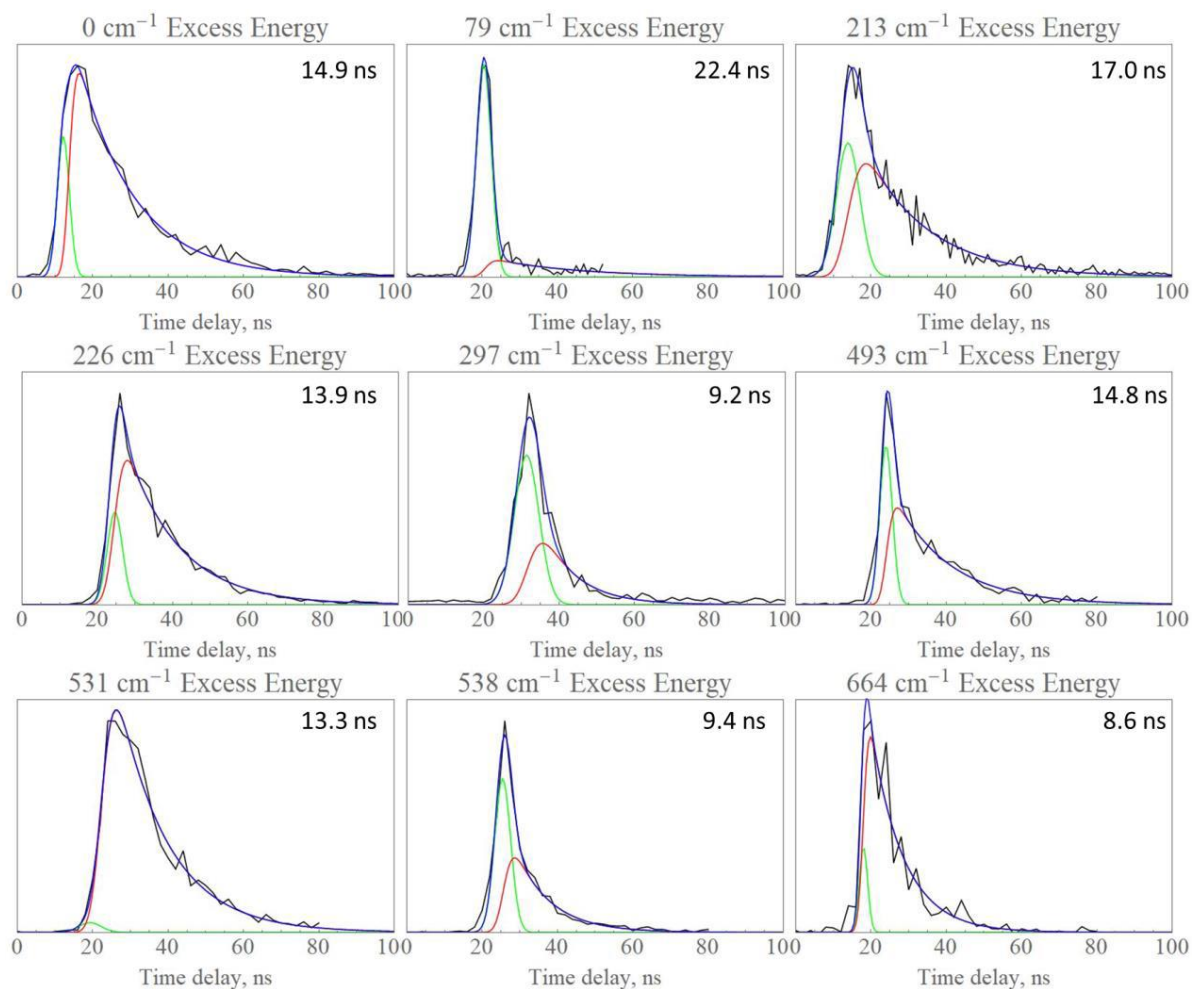 0 cm⁻¹ Excess Energy
14.9 ns
0 20 40 60 80 100
Time delay, ns
79 cm⁻¹ Excess Energy
22.4 ns
20 40 60 80 100
Time delay, ns
213 cm⁻¹ Excess Energy
17.0 ns
20 40 60 80 100
Time delay, ns
226 cm⁻¹ Excess Energy
13.9 ns
0 20 40 60 80
Time delay, ns
297 cm⁻¹ Excess Energy
9.2 ns
100 20 40 60 80
Time delay, ns
493 cm⁻¹ Excess Energy
14.8 ns
100 20 40 60 80 100
Time delay, ns
531 cm⁻¹ Excess Energy
13.3 ns
0 20 40 60 80 100
Time delay, ns
538 cm⁻¹ Excess Energy
9.4 ns
20 40 60 80 100
Time delay, ns
664 cm⁻¹ Excess Energy
8.6 ns
20 40 60 80 100
Time delay, ns